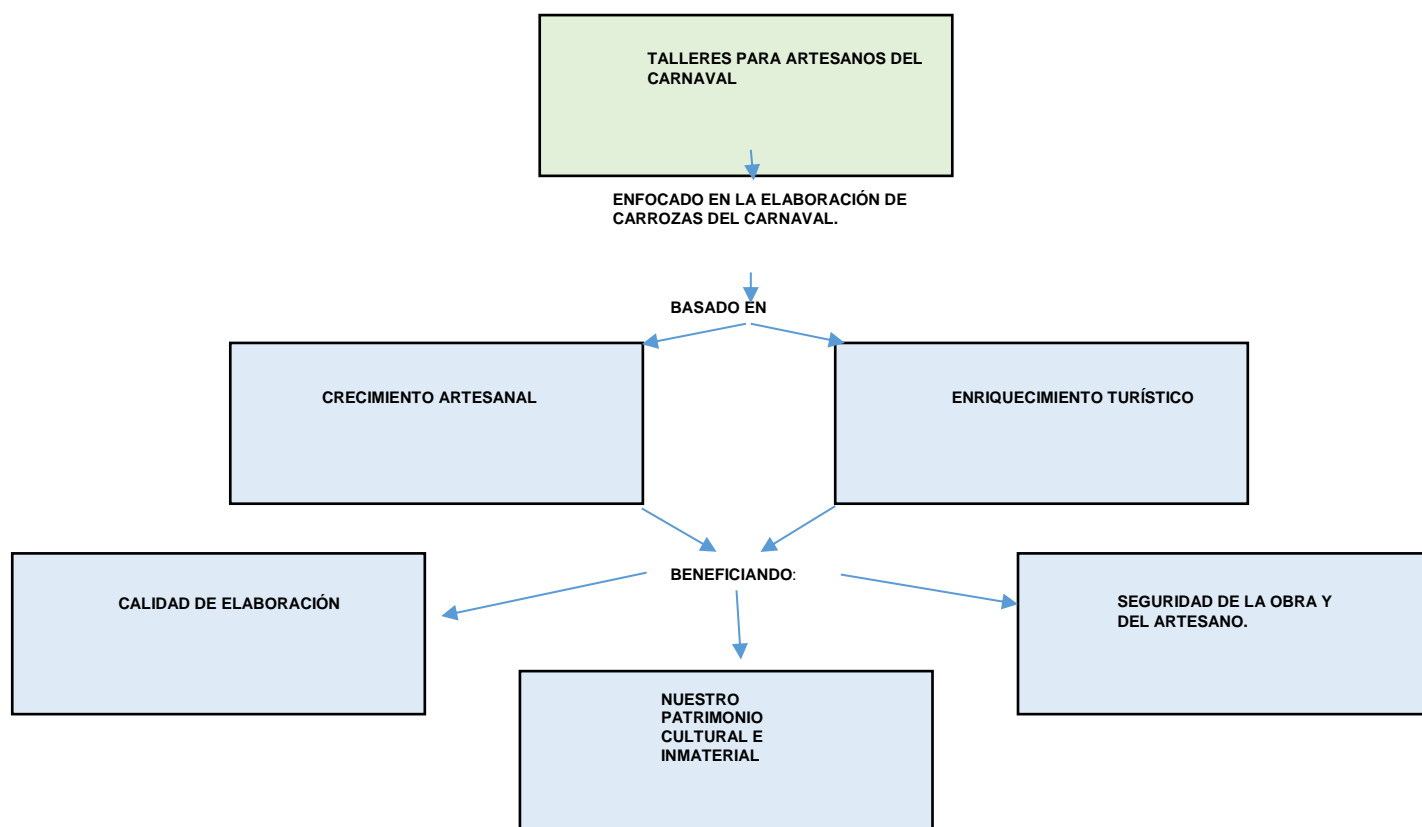 TALLERES PARA ARTESANOS DEL
CARNAVAL
ENFOCADO EN LA ELABORACIÓN DE
CARROZAS DEL CARNAVAL.
BASADO EN
CRECIMIENTO ARTESANAL
ENRIQUECIMIENTO TURÍSTICO
BENEFICIANDO:
CALIDAD DE ELABORACIÓN
SEGURIDAD DE LA OBRA Y
DEL ARTESANO.
NUESTRO
PATRIMONIO
CULTURAL E
INMATERIAL